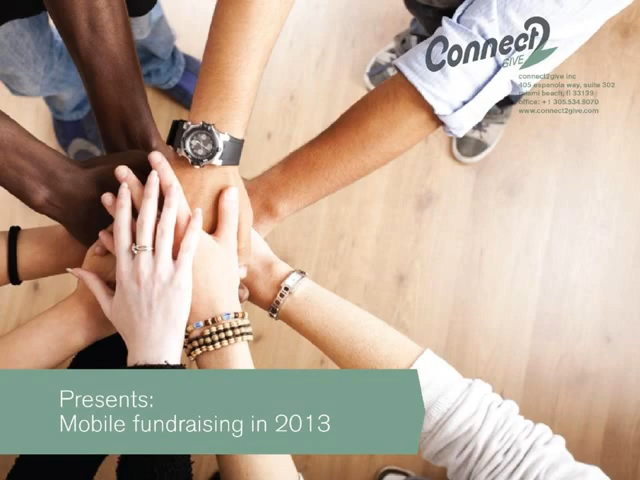 Connect2
GIVE
connect2give inc
405 espanola way, suite 302
miami beach, fl 33139
office: +1 305.534.8070
www.connect2give.com
Presents:
Mobile fundraising in 2013